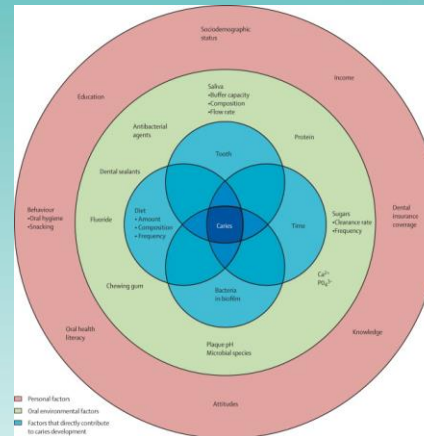 Sociodemographic
status
Income
Education
Saliva
•Buffer capacity
•Composition
•Flow rate
Antibacterial
agents
Protein
Tooth
Dental sealants
Behaviour
•Oral hygiene
•Snacking
Fluoride
Diet
• Amount
• Composition
• Frequency
Caries
Time
Sugars
•Clearance rate
•Frequency
Dental
insurance
coverage
Chewing gum
Bacteria
in biofilm
Ca²⁺
PO₄³⁻
Oral health
literacy
Plaque pH
Microbial species
Knowledge
Attitudes
Personal factors
Oral environmental factors
Factors that directly contribute
to caries development